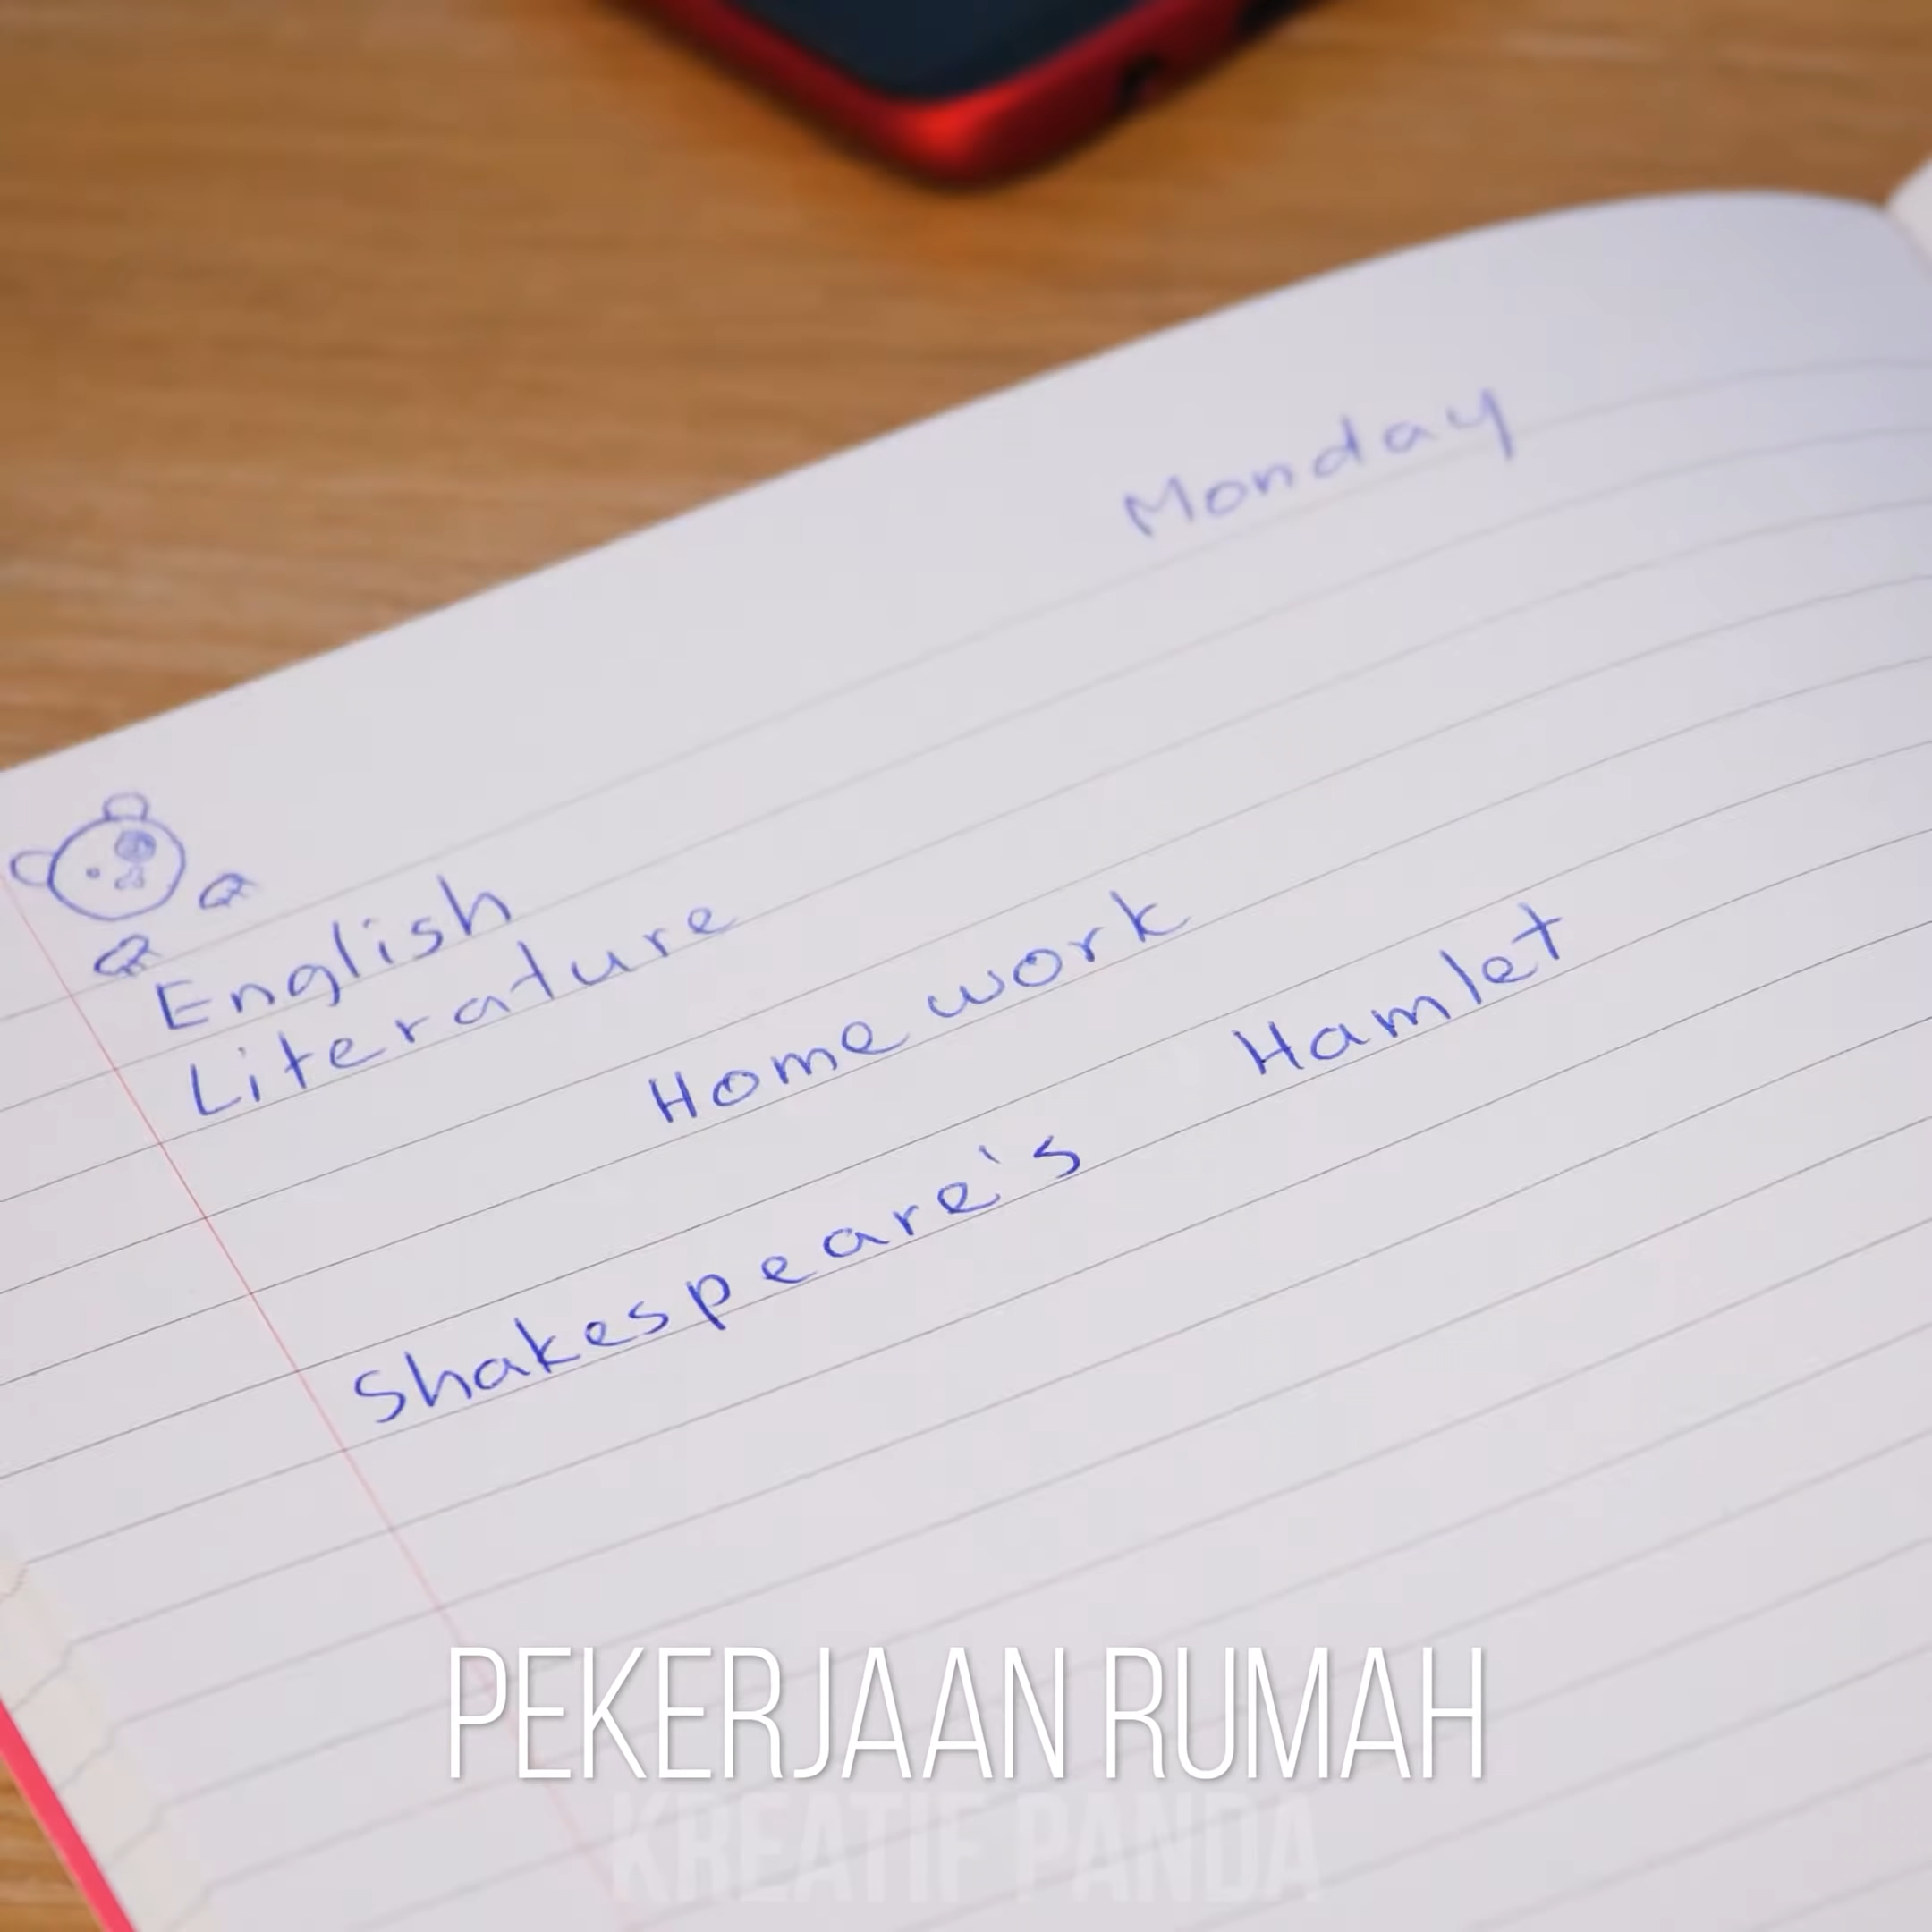 Monday
English
Literature
Home work
Shakespeare's Hamlet
PEKERJAAN RUMAH
KREATIF PANDA